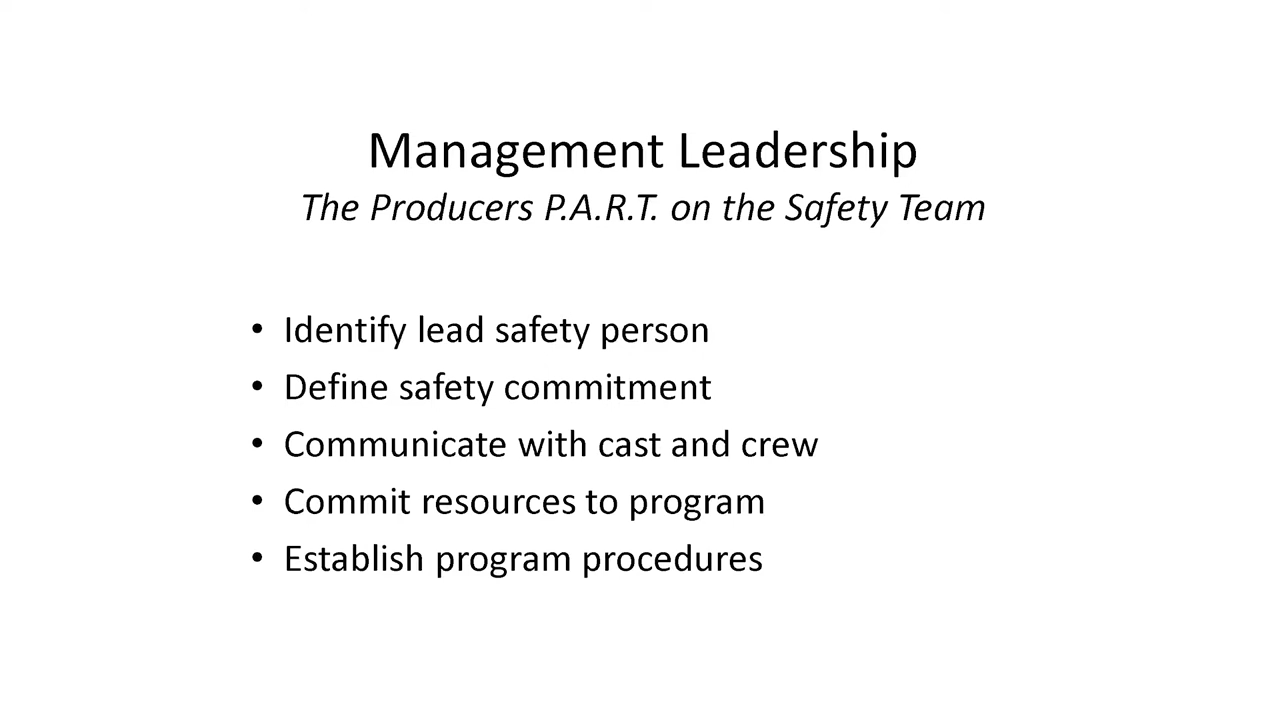 Management Leadership
The Producers P.A.R.T. on the Safety Team
• Identify lead safety person
• Define safety commitment
• Communicate with cast and crew
• Commit resources to program
• Establish program procedures